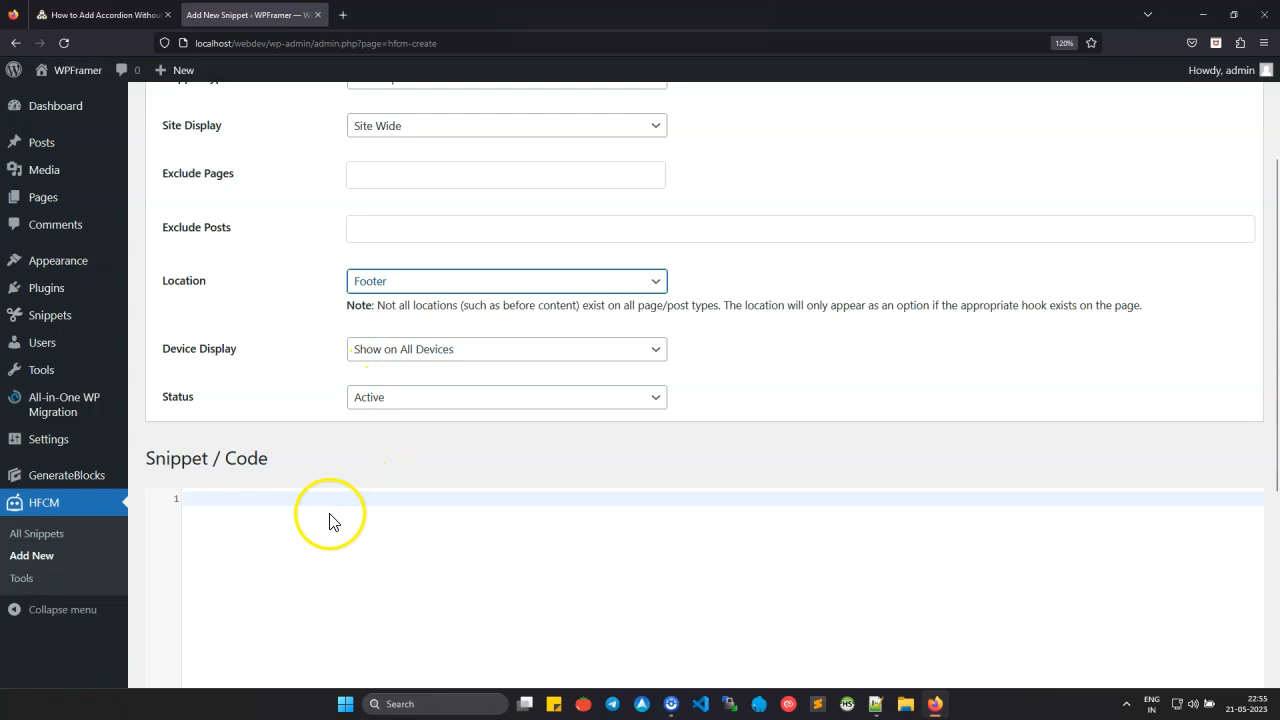 How to Add Accordion Withou
Add New Snippet ‹ WPFramer — W
localhost/webdev/wp-admin/admin.php?page=hfcm-create
120%
WPFramer
0
New
Howdy, admin
Dashboard
Posts
Media
Pages
Comments
Appearance
Plugins
Snippets
Users
Tools
All-in-One WP
Migration
Settings
GenerateBlocks
HFCM
All Snippets
Add New
Tools
Collapse menu
Site Display
Site Wide
Exclude Pages
Exclude Posts
Location
Footer
Note: Not all locations (such as before content) exist on all page/post types. The location will only appear as an option if the appropriate hook exists on the page.
Device Display
Show on All Devices
Status
Active
Snippet / Code
1
Search
ENG
IN
22:55
21-05-2023